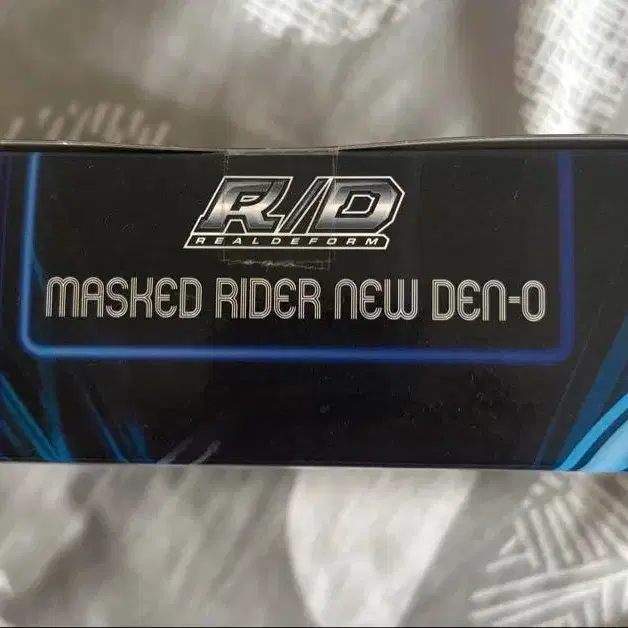 R/D
REALDEFORM
MASKED RIDER NEW DEN-O